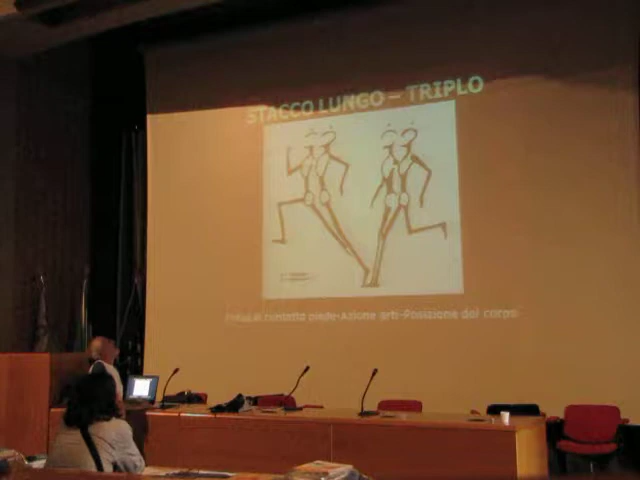 STACCO LUNGO – TRIPLO
contatto piede-Azione arti-Posizione del corpo